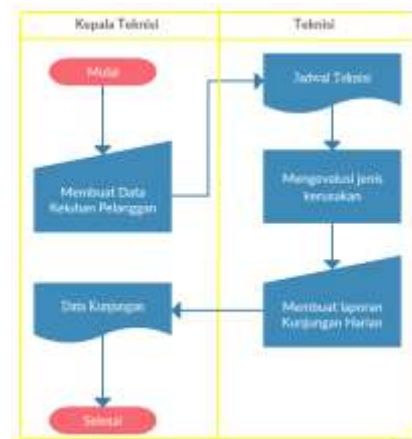 Kepala Teknisi
Teknisi
Mulai
Jadwal Teknisi
Membuat Data
Keluhan Pelanggan
Mengevalusi jenis
kerusakan
Data Kunjungan
Membuat laporan
Kunjungan Harian
Selesai